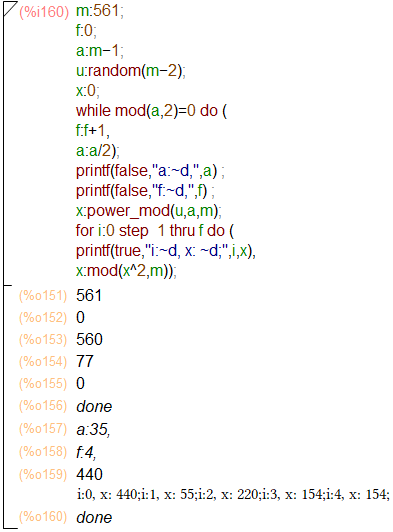 (%i160) m:561;
f:0;
a:m−1;
u:random(m−2);
x:0;
while mod(a,2)=0 do (
f:f+1,
a:a/2);
printf(false,"a:~d,",a) ;
printf(false,"f:~d,",f) ;
x:power_mod(u,a,m);
for i:0 step  1 thru f do (
printf(true,"i:~d, x: ~d;",i,x),
x:mod(x^2,m));
(%o151) 561
(%o152) 0
(%o153) 560
(%o154) 77
(%o155) 0
(%o156) done
(%o157) a:35,
(%o158) f:4,
(%o159) 440
i:0, x: 440;i:1, x: 55;i:2, x: 220;i:3, x: 154;i:4, x: 154;
(%o160) done